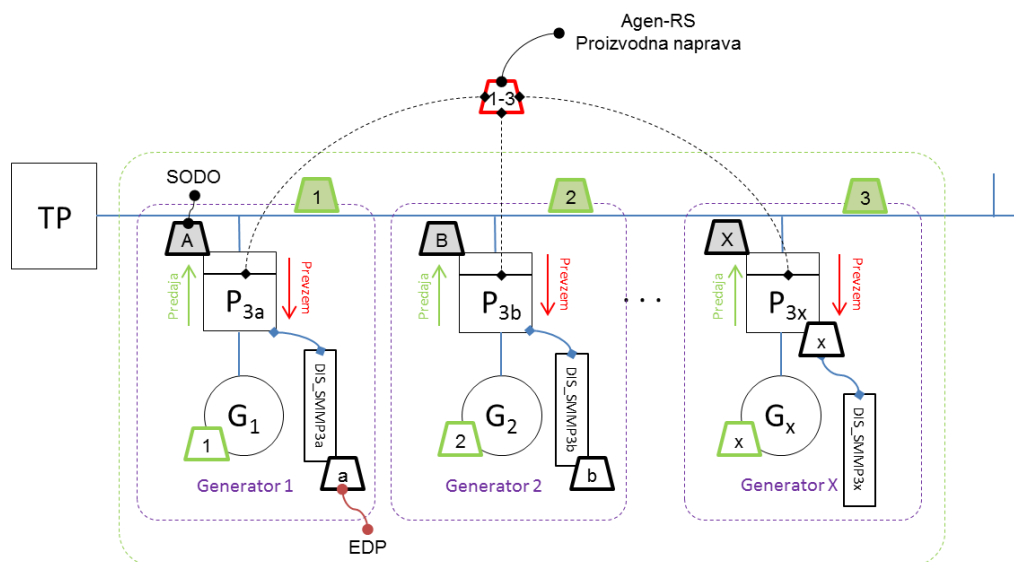 Agen-RS
Proizvodna naprava
1-3
SODO
TP
1
2
3
A
B
X
Predaja
P3a
Prevzem
Predaja
P3b
Prevzem
. . .
Predaja
P3x
Prevzem
x
G1
1
DIS_SMMP3a
a
G2
2
DIS_SMMP3b
b
Gx
x
DIS_SMMP3x
Generator 1
Generator 2
Generator X
EDP